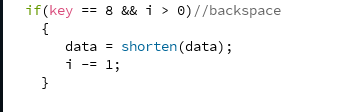 if(key == 8 && i > 0)//backspace
{
data = shorten(data);
i -= 1;
}